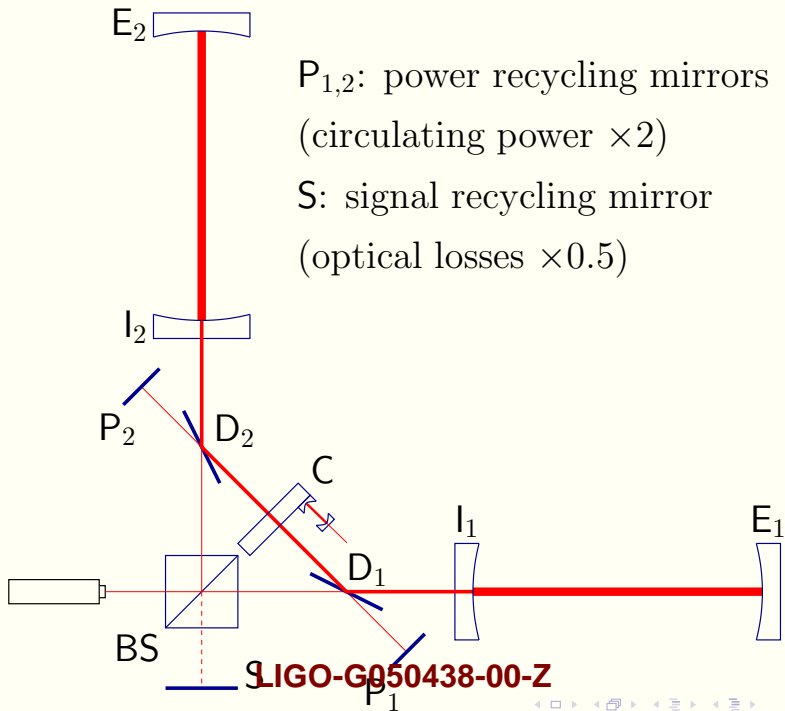 E₂
P₁,₂: power recycling mirrors
(circulating power ×2)
S: signal recycling mirror
(optical losses ×0.5)
I₂
P₂
D₂
C
I₁
E₁
D₁
BS
S
LIGO-G050438-00-Z
P₁